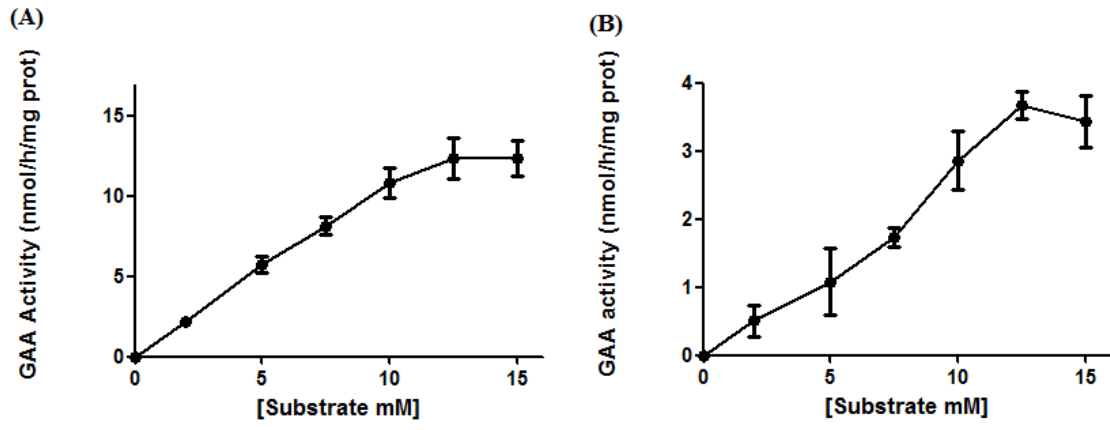 (A)
GAA Activity (nmol/h/mg prot)
15
10
5
0
0 5 10 15
[Substrate mM]
(B)
GAA activity (nmol/h/mg prot)
4
3
2
1
0
0 5 10 15
[Substrate mM]